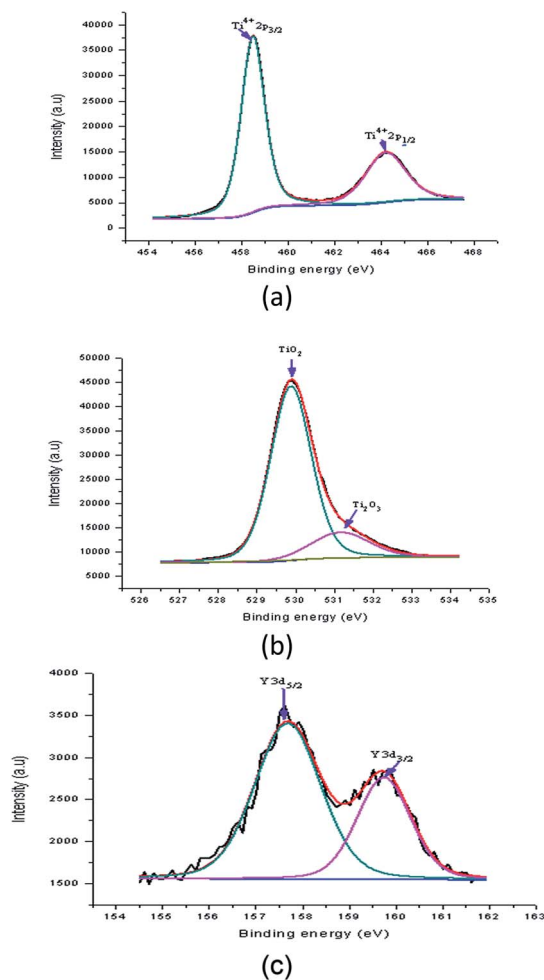 Ti⁴⁺2p₃/₂
Ti⁴⁺2p₁/₂
40000
35000
30000
25000
20000
15000
10000
5000
0
Intensity (a.u)
454 456 458 460 462 464 466 468
Binding energy (eV)
(a)
TiO₂
Ti₂O₃
50000
45000
40000
35000
30000
25000
20000
15000
10000
5000
Intensity (a.u)
526 527 528 529 530 531 532 533 534 535
Binding energy (eV)
(b)
Y3d₅/₂
Y3d₃/₂
4000
3500
3000
2500
2000
1500
Intensity (a.u)
154 155 156 157 158 159 160 161 162 163
Binding energy (eV)
(c)